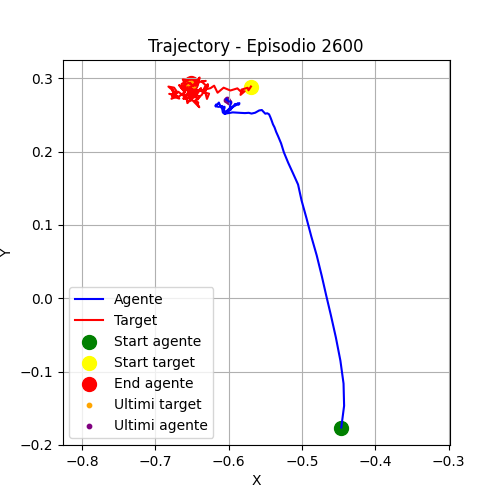 Trajectory - Episodio 2600
0.3
0.2
0.1
0.0
−0.1
−0.2
Y
Agente
Target
Start agente
Start target
End agente
Ultimi target
Ultimi agente
−0.8 −0.7 −0.6 −0.5 −0.4 −0.3
X